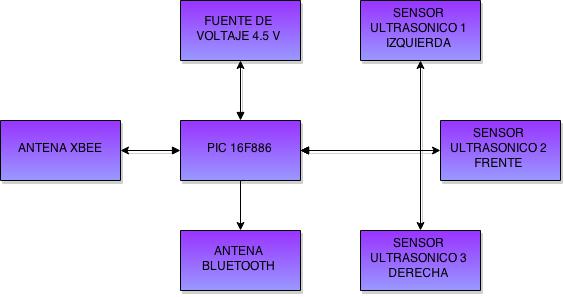 FUENTE DE
VOLTAJE 4.5 V
SENSOR
ULTRASONICO 1
IZQUIERDA
ANTENA XBEE
PIC 16F886
SENSOR
ULTRASONICO 2
FRENTE
ANTENA
BLUETOOTH
SENSOR
ULTRASONICO 3
DERECHA